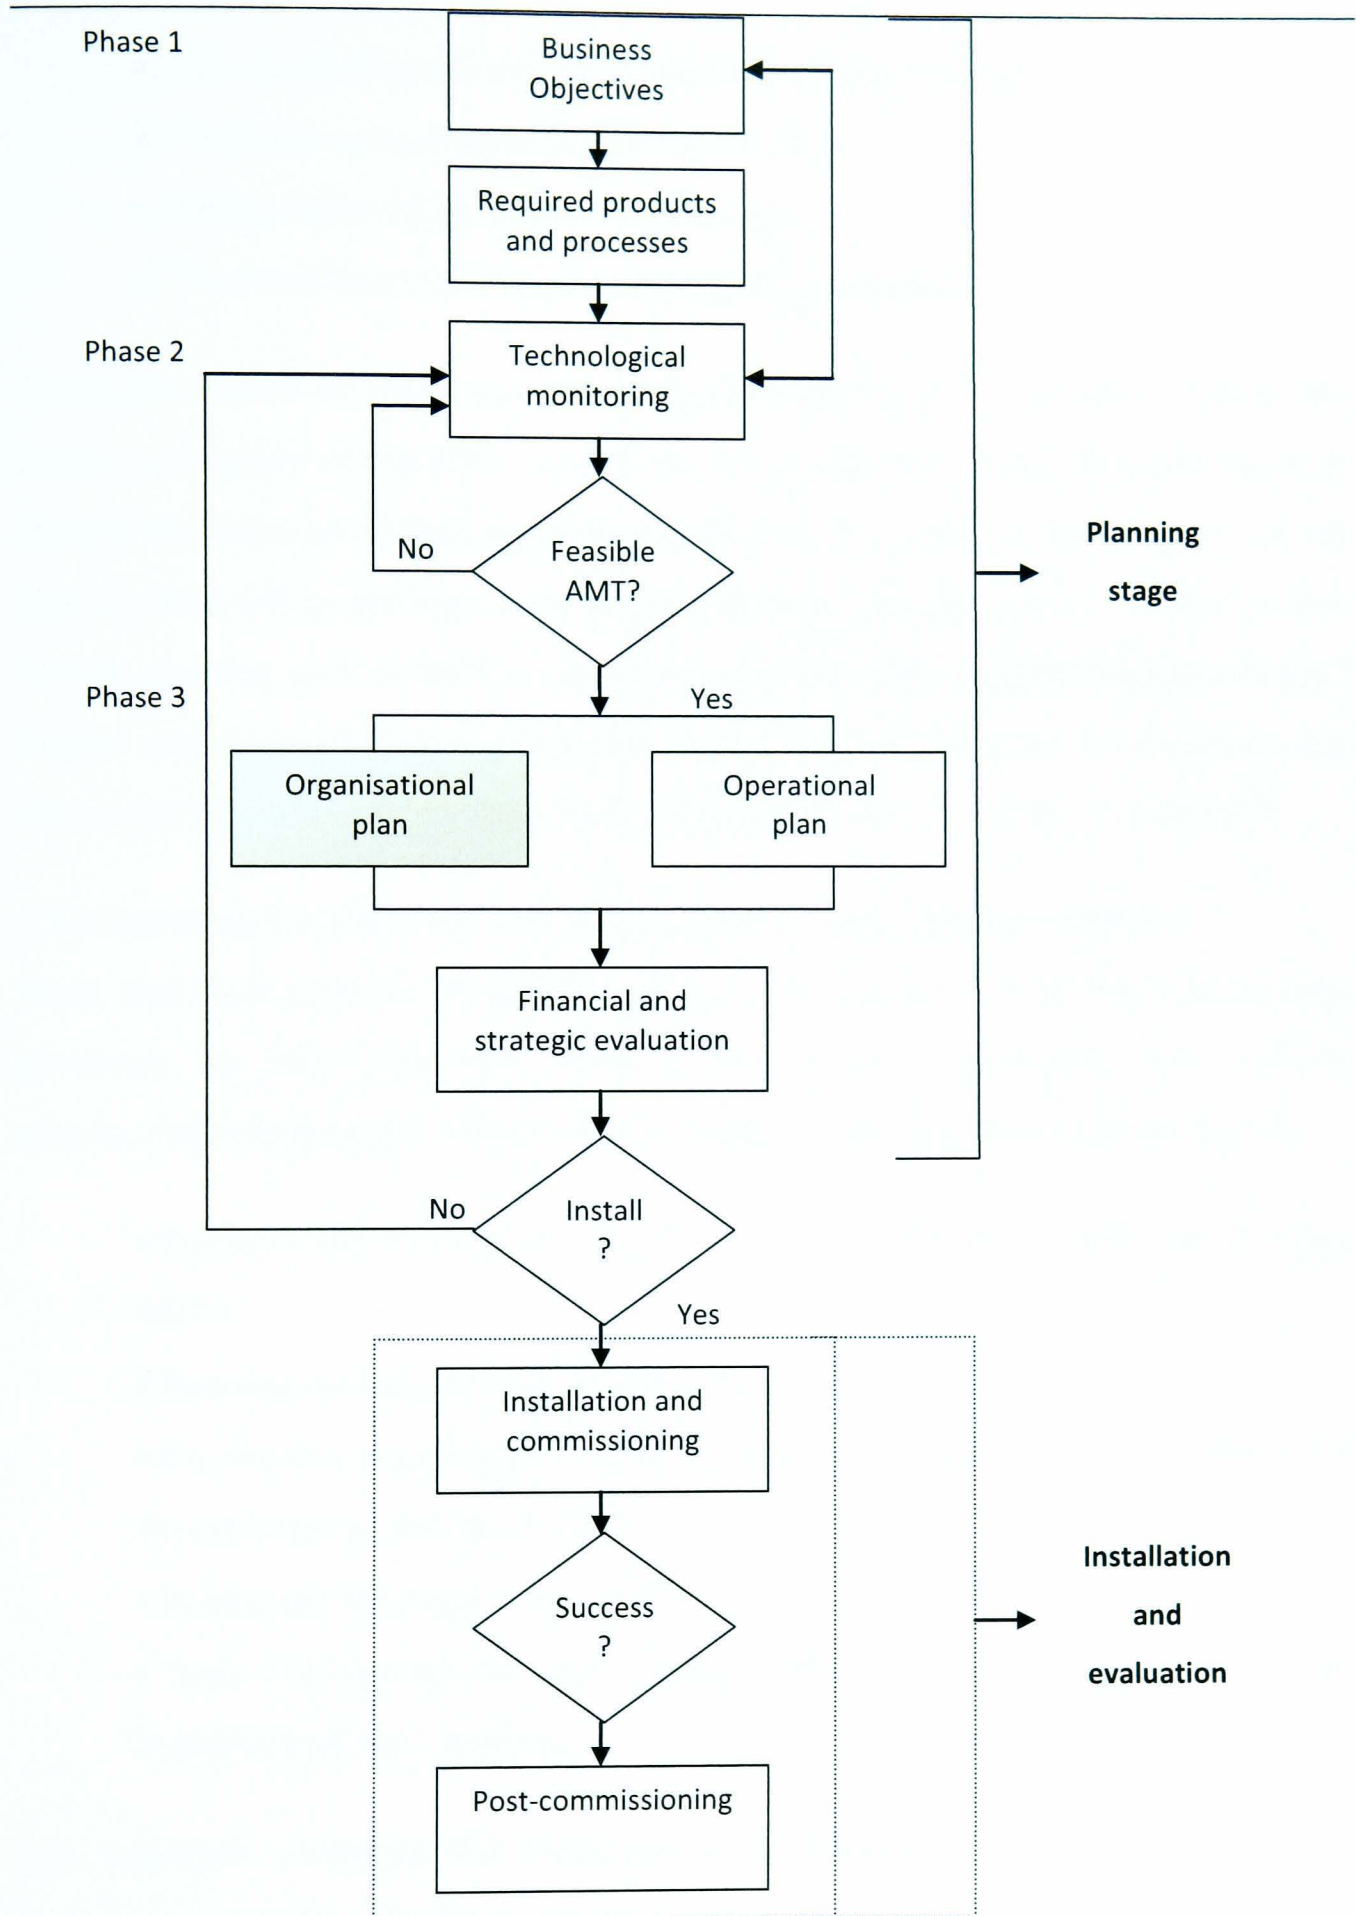 Phase 1
Business
Objectives
Required products
and processes
Phase 2
Technological
monitoring
No
Feasible
AMT?
Planning
stage
Phase 3
Yes
Organisational
plan
Operational
plan
Financial and
strategic evaluation
No
Install
?
Yes
Installation and
commissioning
Success
?
Installation
and
evaluation
Post-commissioning